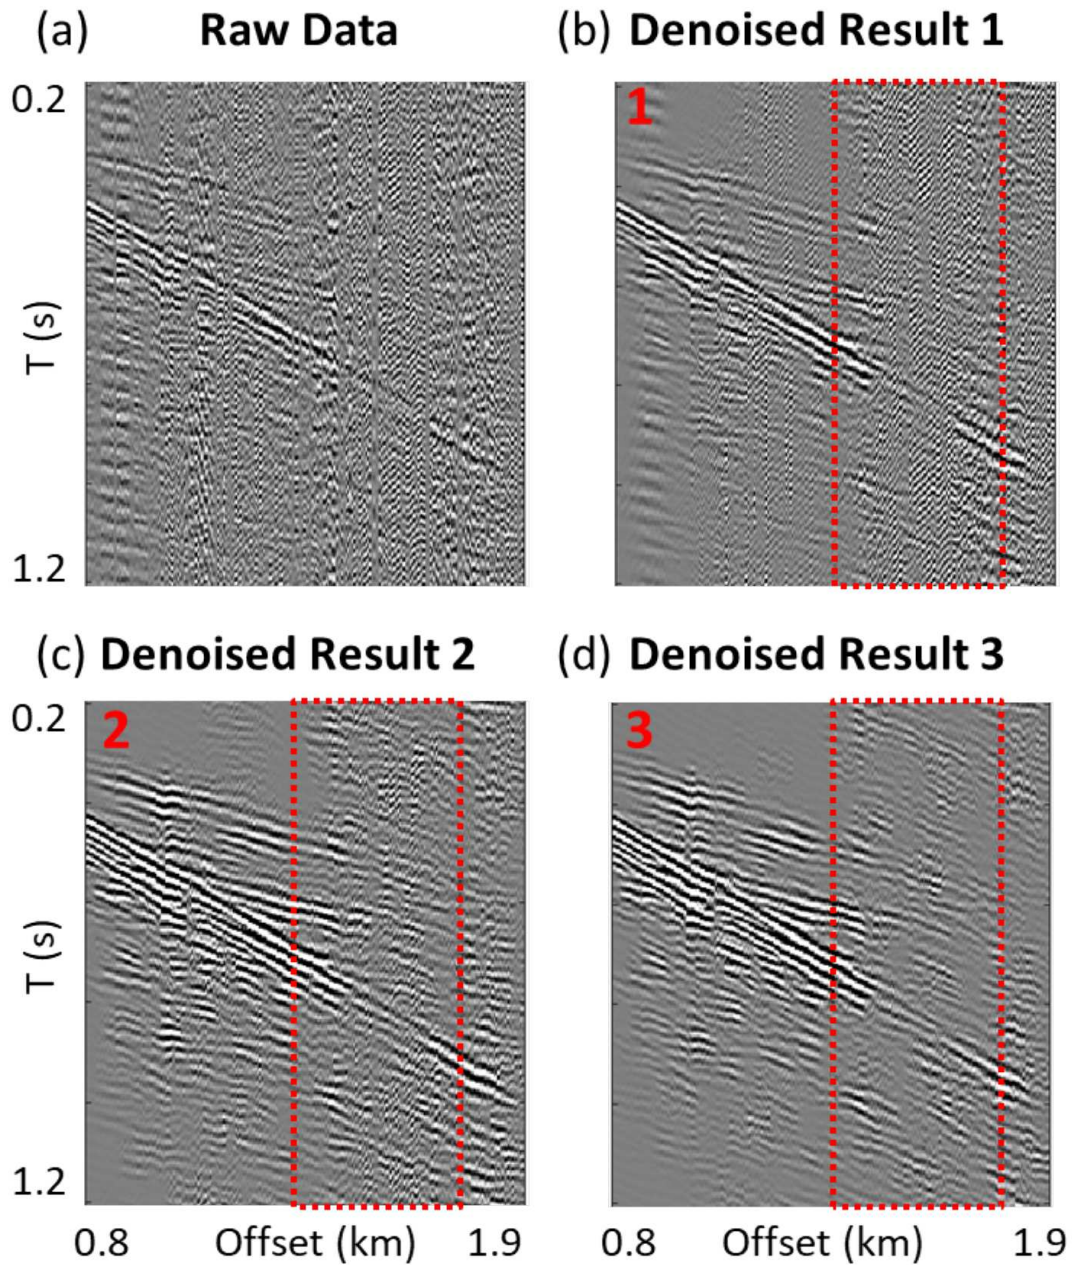 (a) Raw Data
(b) Denoised Result 1
0.2
1
T (s)
1.2
(c) Denoised Result 2
(d) Denoised Result 3
0.2
2
3
T (s)
1.2
0.8 Offset (km) 1.9
0.8 Offset (km) 1.9